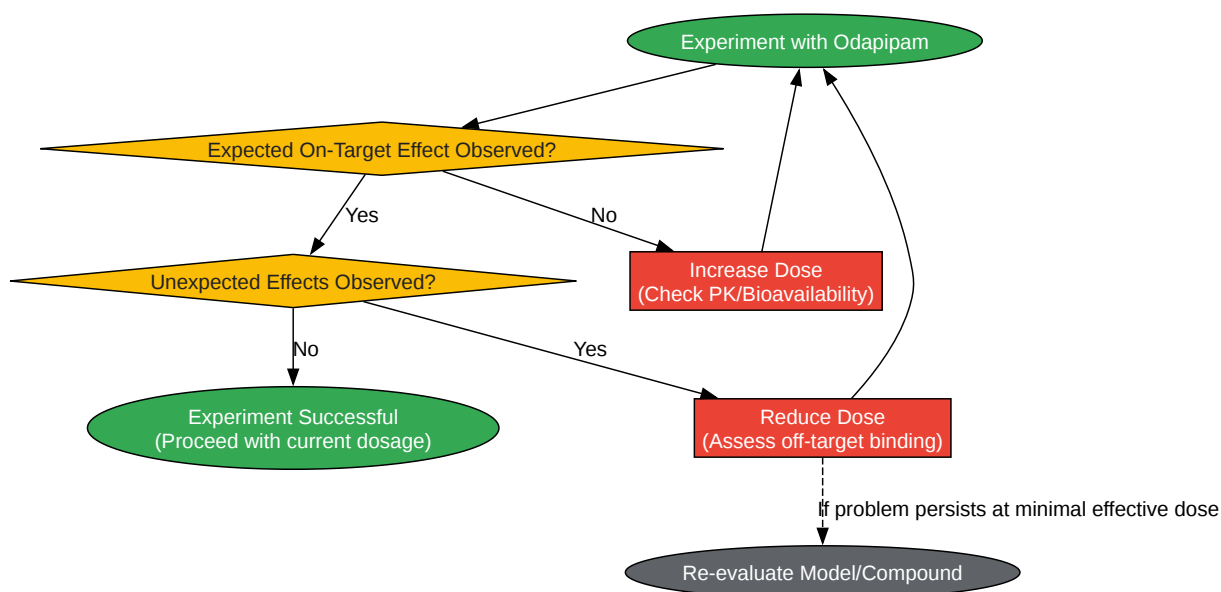 Experiment with Odapipam
Expected On-Target Effect Observed?
Yes
No
Unexpected Effects Observed?
Increase Dose
(Check PK/Bioavailability)
No
Yes
Experiment Successful
(Proceed with current dosage)
Reduce Dose
(Assess off-target binding)
If problem persists at minimal effective dose
Re-evaluate Model/Compound